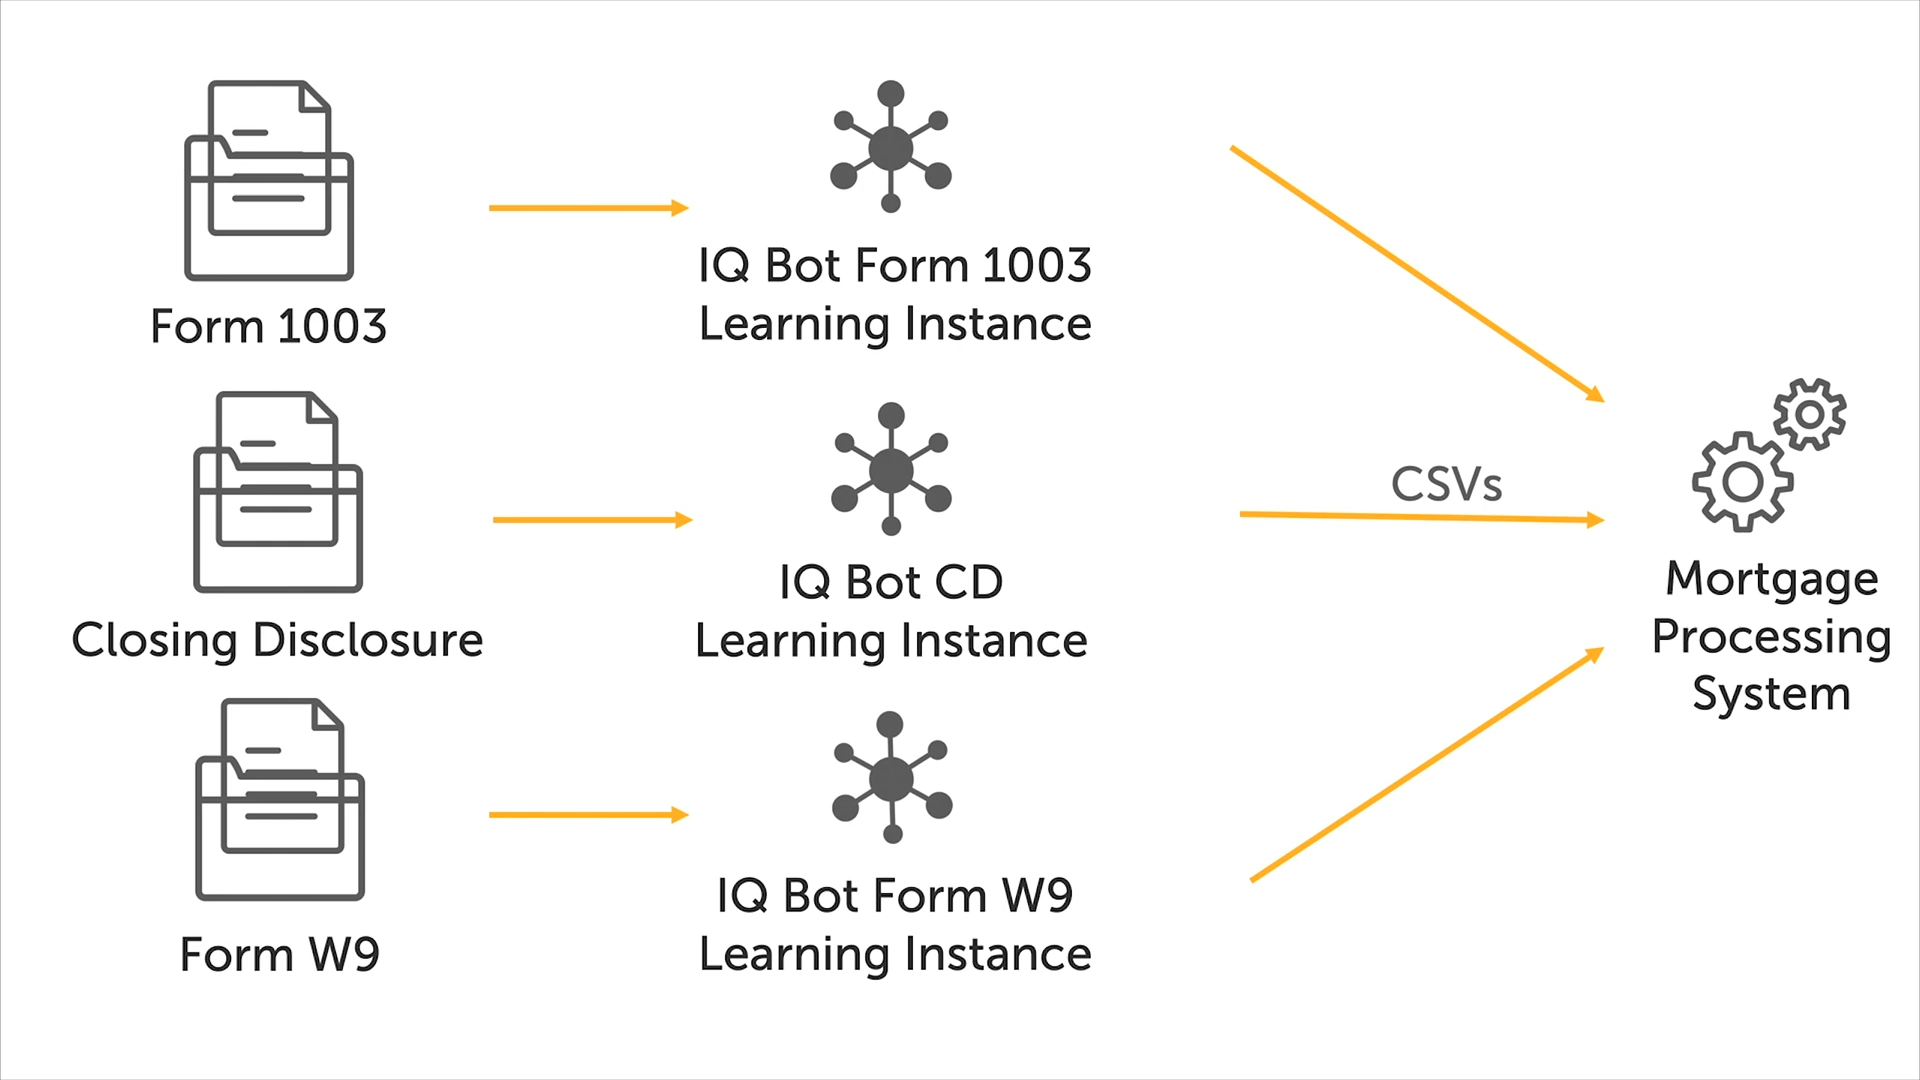 Form 1003
IQ Bot Form 1003
Learning Instance
Closing Disclosure
IQ Bot CD
Learning Instance
CSVs
Mortgage
Processing
System
Form W9
IQ Bot Form W9
Learning Instance